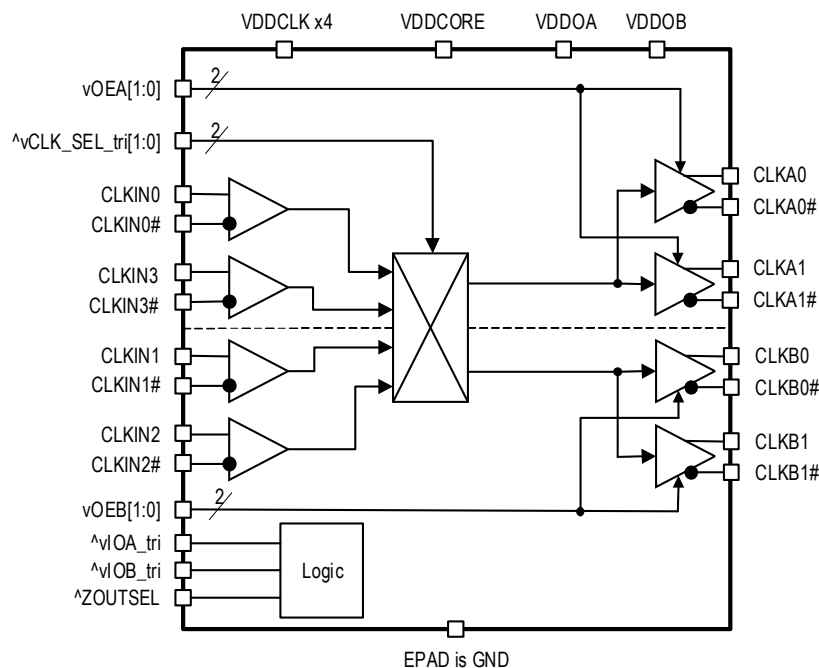 VDDCLK x4
VDDCORE
VDDOA
VDDOB
vOEA[1:0]
2
^vCLK_SEL_tri[1:0]
2
CLKIN0
CLKIN0#
CLKIN3
CLKIN3#
CLKIN1
CLKIN1#
CLKIN2
CLKIN2#
vOEB[1:0]
2
^vIOA_tri
^vIOB_tri
^ZOUTSEL
Logic
CLKA0
CLKA0#
CLKA1
CLKA1#
CLKB0
CLKB0#
CLKB1
CLKB1#
EPAD is GND